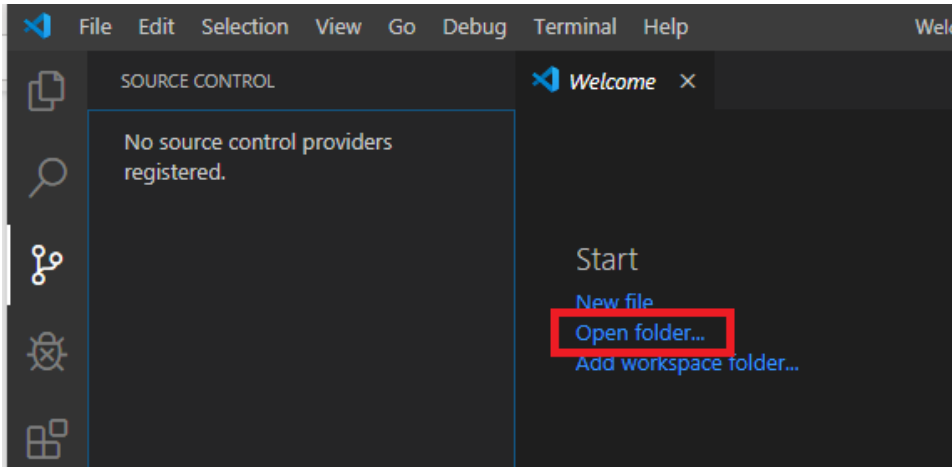 File Edit Selection View Go Debug Terminal Help
SOURCE CONTROL
Welcome
No source control providers
registered.
Start
New file
Open folder...
Add workspace folder...